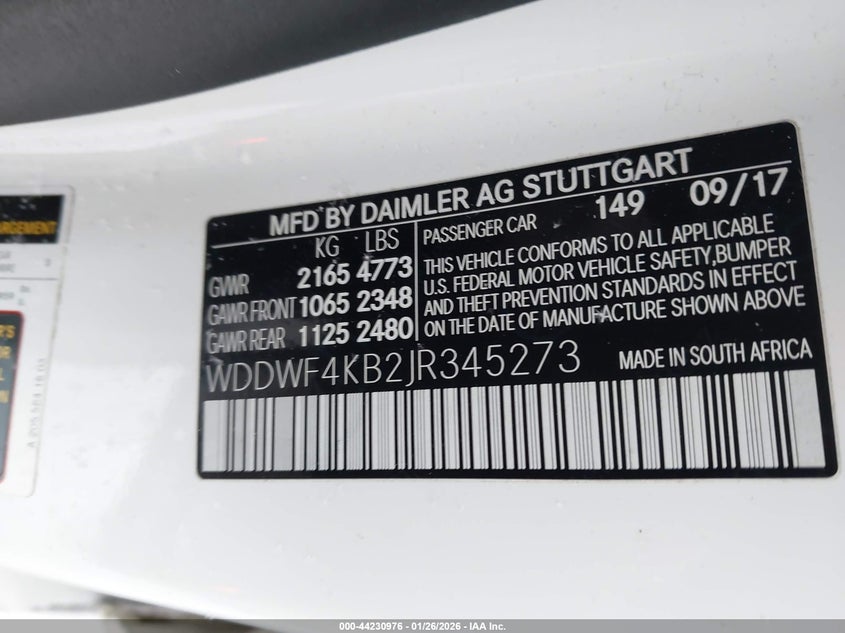 MFD BY DAIMLER AG STUTTGART
KG LBS
GVWR 2165 4773
GAWR FRONT 1065 2348
GAWR REAR 1125 2480
PASSENGER CAR 149 09/17
THIS VEHICLE CONFORMS TO ALL APPLICABLE
U.S. FEDERAL MOTOR VEHICLE SAFETY,BUMPER
AND THEFT PREVENTION STANDARDS IN EFFECT
ON THE DATE OF MANUFACTURE SHOWN ABOVE
WDDWF4KB2JR345273 MADE IN SOUTH AFRICA
000-44230976 - 01/26/2026 - IAA Inc.